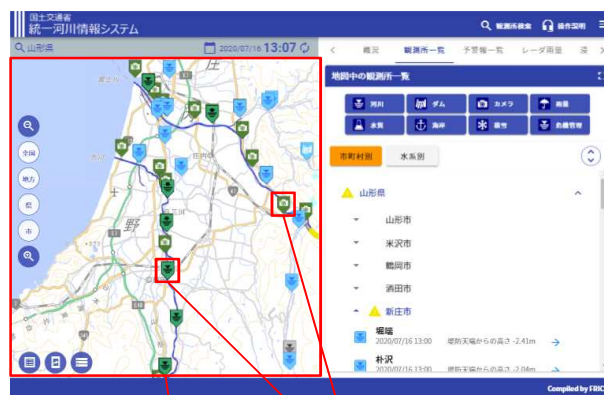 国土交通省
統一河川情報システム
観測所検索
操作説明
山形県
2020/07/16 13:07
概況
観測所一覧
予警報一覧
レーダ雨量
浸
地図中の観測所一覧
河川
ダム
カメラ
雨量
水質
海岸
積雪
危機管理
市町村別
水系別
全国
地方
県
市
庄
野
山形県
山形市
米沢市
鶴岡市
酒田市
新庄市
堀端
2020/07/16 13:00
堤防天端からの高さ -2.41m
朴沢
2020/07/16 13:00
堤防天端からの高さ -2.04m
Compiled by FRIC